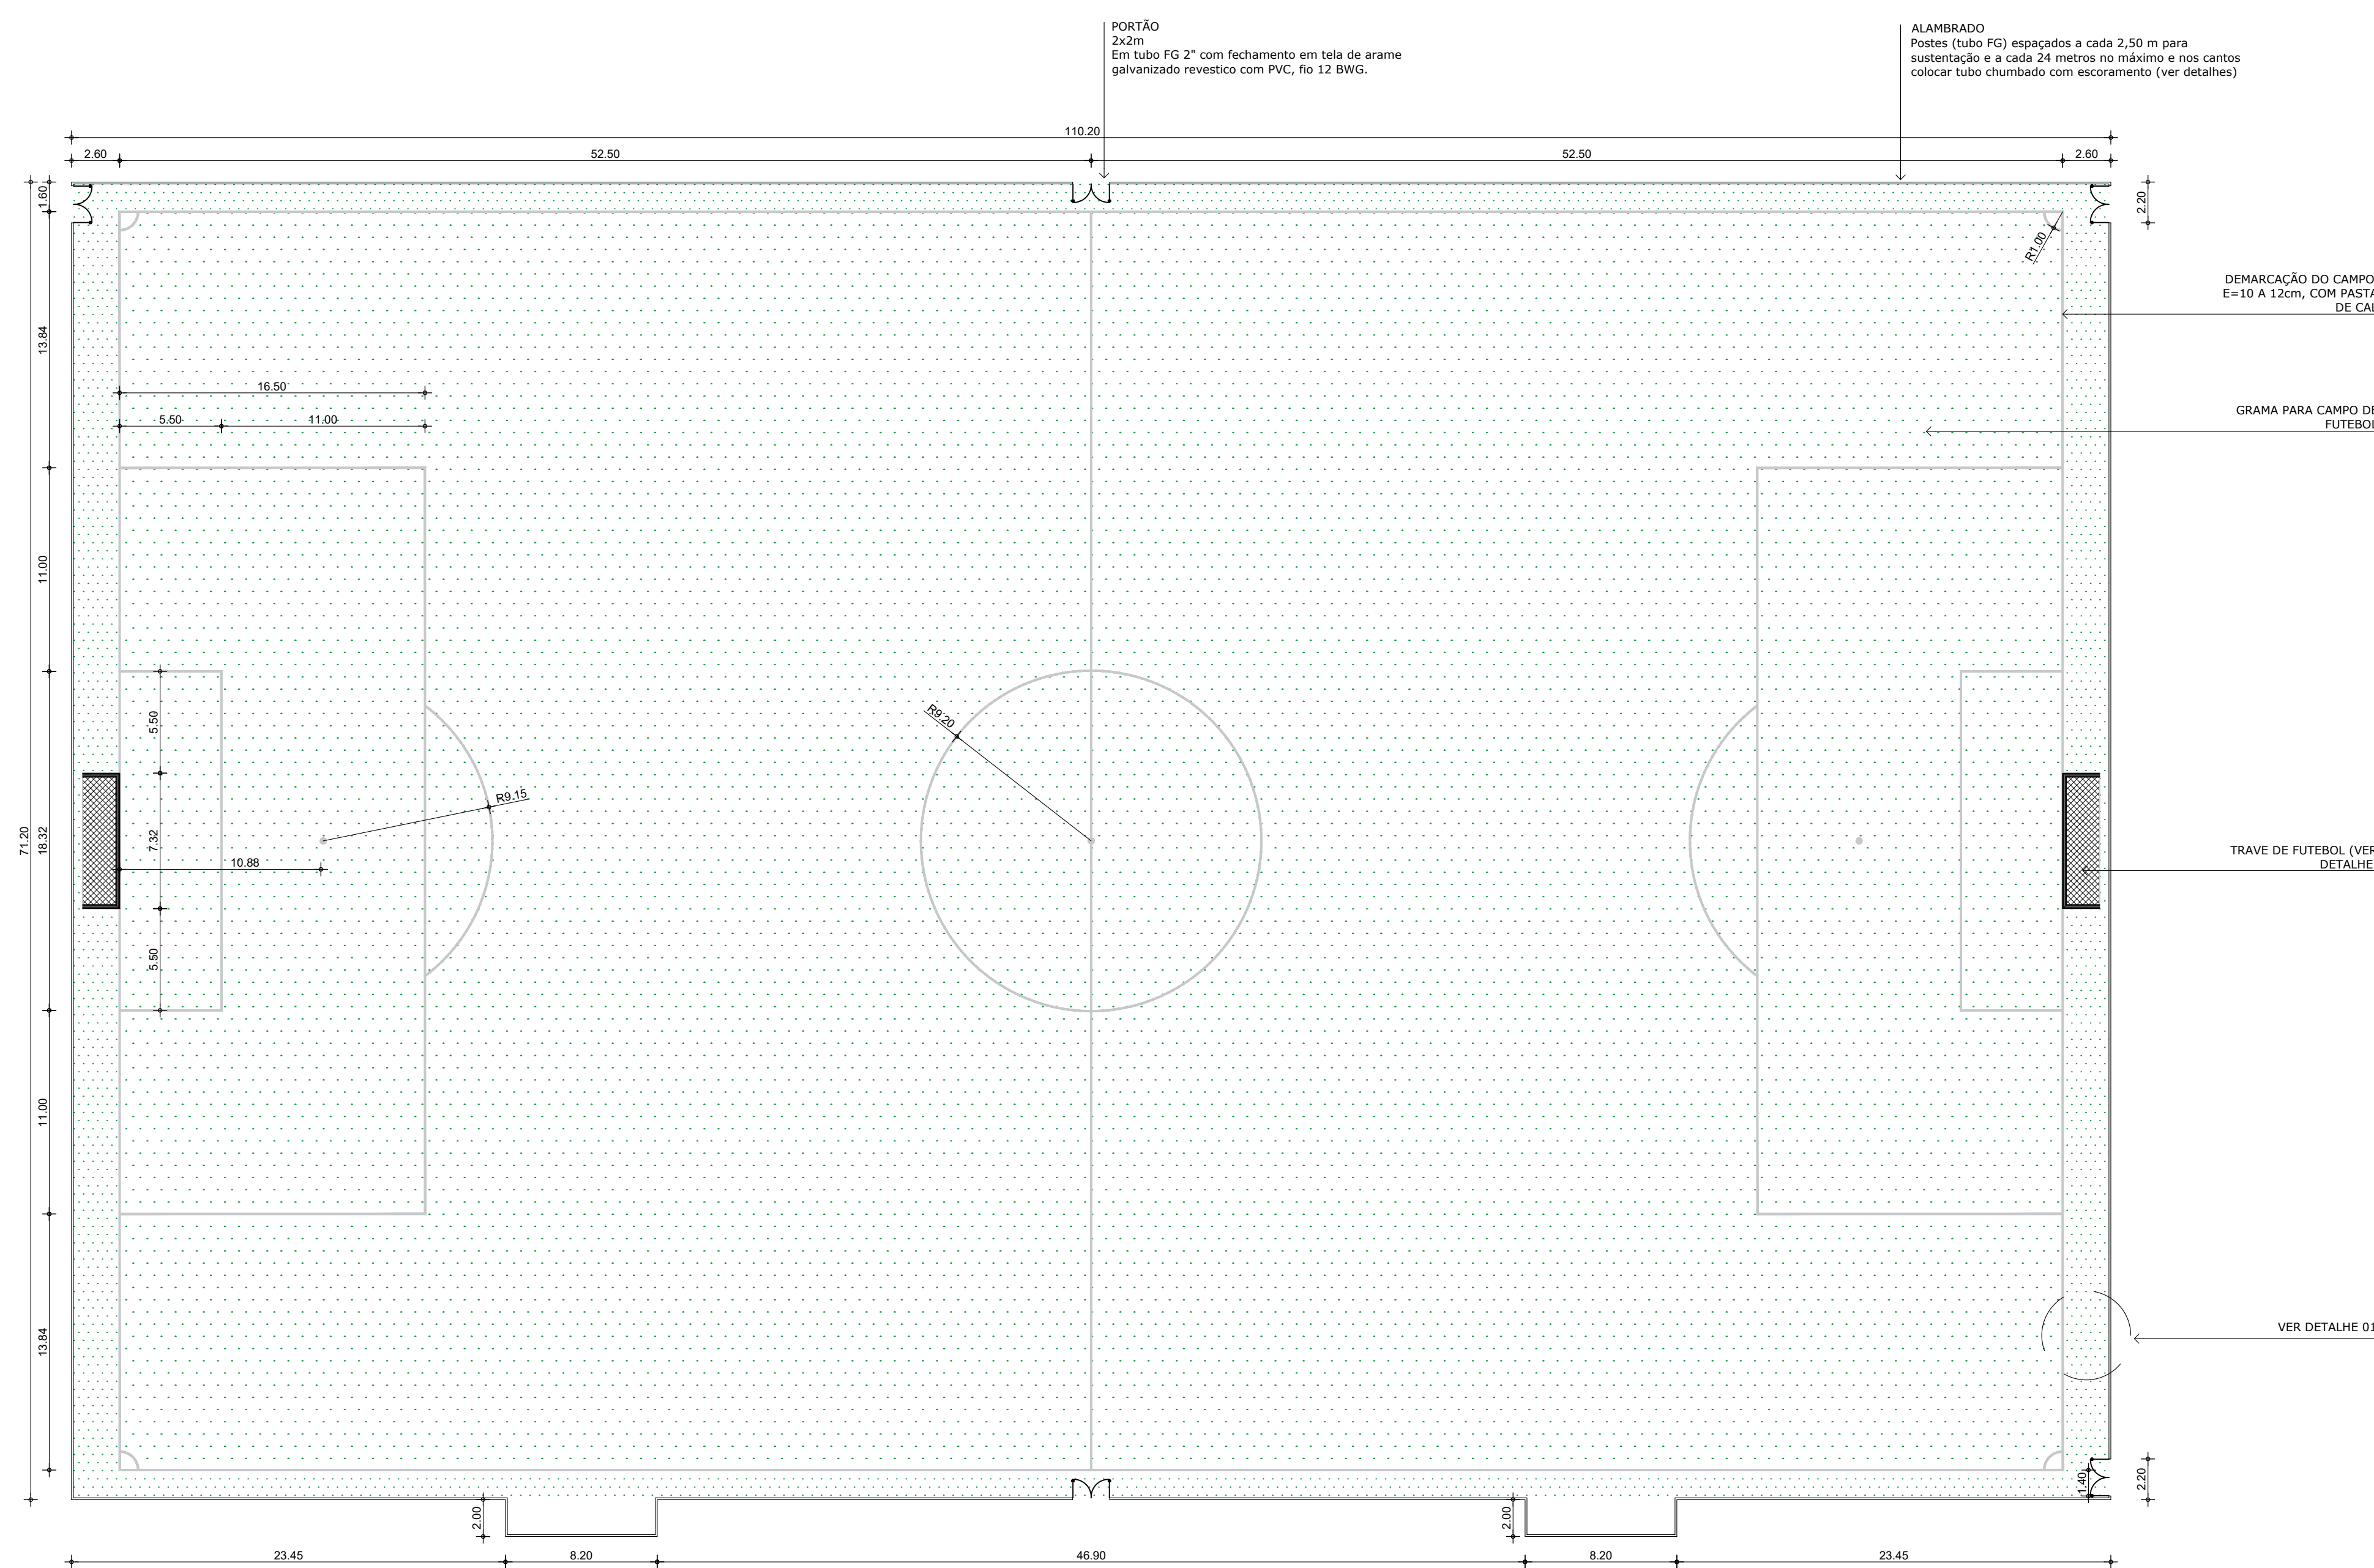 PORTÃO
2x2m
Em tubo FG 2" com fechamento em tela de arame
galvanizado revestico com PVC, fio 12 BWG.
ALAMBRADO
Postes (tubo FG) espaçados a cada 2,50 m para
sustentação e a cada 24 metros no máximo e nos cantos
colocar tubo chumbado com escoramento (ver detalhes)
110.20
2.60
52.50
52.50
2.60
1.60
2.20
R1.00
DEMARCAÇÃO DO CAMPO
E=10 A 12cm, COM PASTA
DE CAL
13.84
16.50
5.50
11.00
GRAMA PARA CAMPO DE
FUTEBOL
11.00
5.50
R9.20
R9.15
71.20
18.32
7.32
10.88
TRAVE DE FUTEBOL (VER
DETALHE
5.50
11.00
13.84
VER DETALHE 01
1.40
2.20
2.00
2.00
23.45
8.20
46.90
8.20
23.45